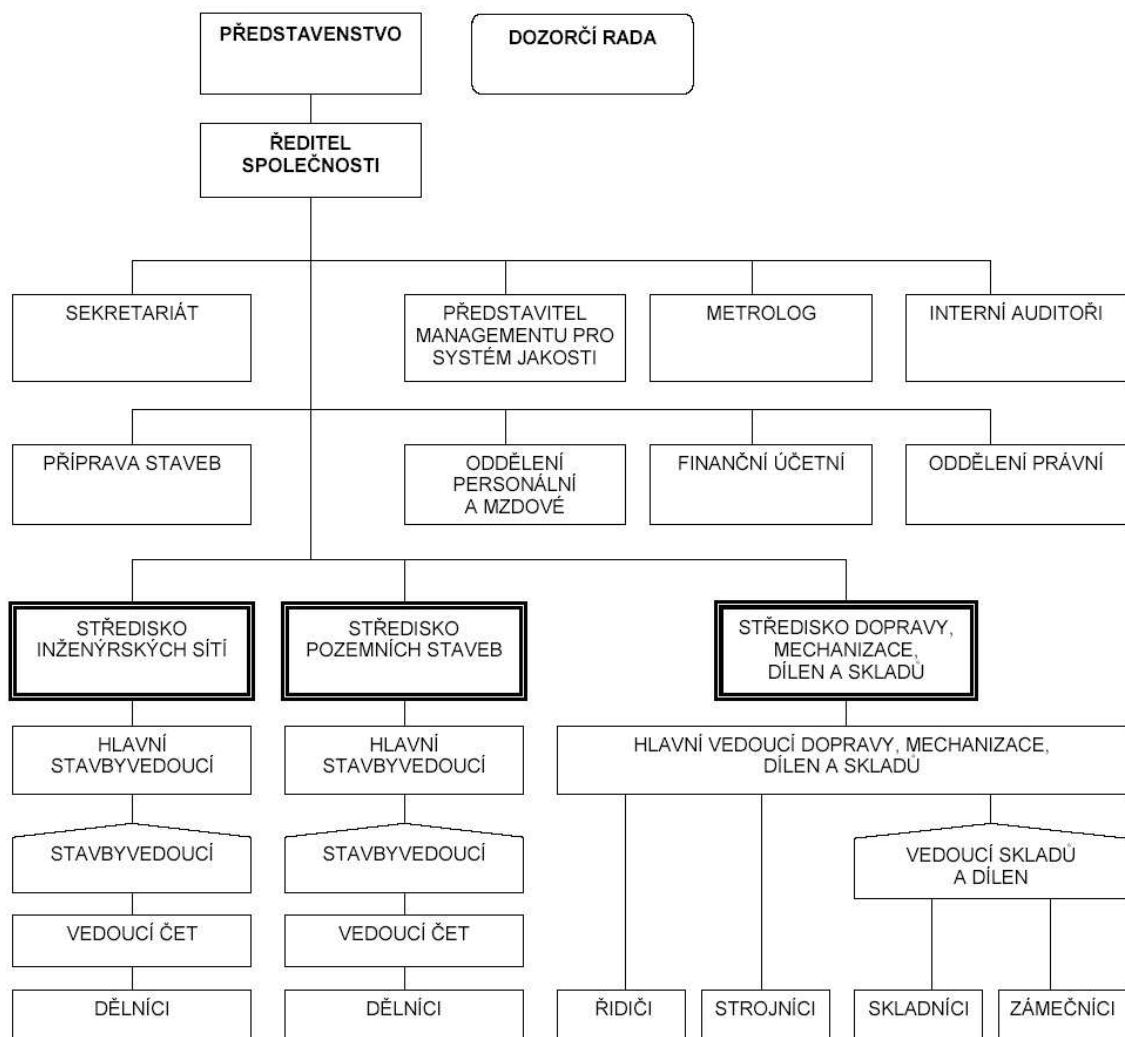 PŘEDSTAVENSTVO
DOZORČÍ RADA
ŘEDITEL
SPOLEČNOSTI
SEKRETARIÁT
PŘEDSTAVITEL
MANAGEMENTU PRO
SYSTÉM JAKOSTI
METROLOG
INTERNÍ AUDITOŘI
PŘÍPRAVA STAVEB
ODDĚLENÍ
PERSONÁLNÍ
A MZDOVÉ
FINANČNÍ ÚČETNÍ
ODDĚLENÍ PRÁVNÍ
STŘEDISKO
INŽENÝRSKÝCH SÍTÍ
STŘEDISKO
POZEMNÍCH STAVEB
STŘEDISKO DOPRAVY,
MECHANIZACE,
DÍLEN A SKLADŮ
HLAVNÍ
STAVBYVEDOUCÍ
HLAVNÍ
STAVBYVEDOUCÍ
HLAVNÍ VEDOUCÍ DOPRAVY, MECHANIZACE,
DÍLEN A SKLADŮ
STAVBYVEDOUCÍ
STAVBYVEDOUCÍ
VEDOUCÍ SKLADŮ
A DÍLEN
VEDOUCÍ ČET
VEDOUCÍ ČET
DĚLNÍCI
DĚLNÍCI
ŘIDIČI
STROJNÍCI
SKLADNÍCI
ZÁMEČNÍCI